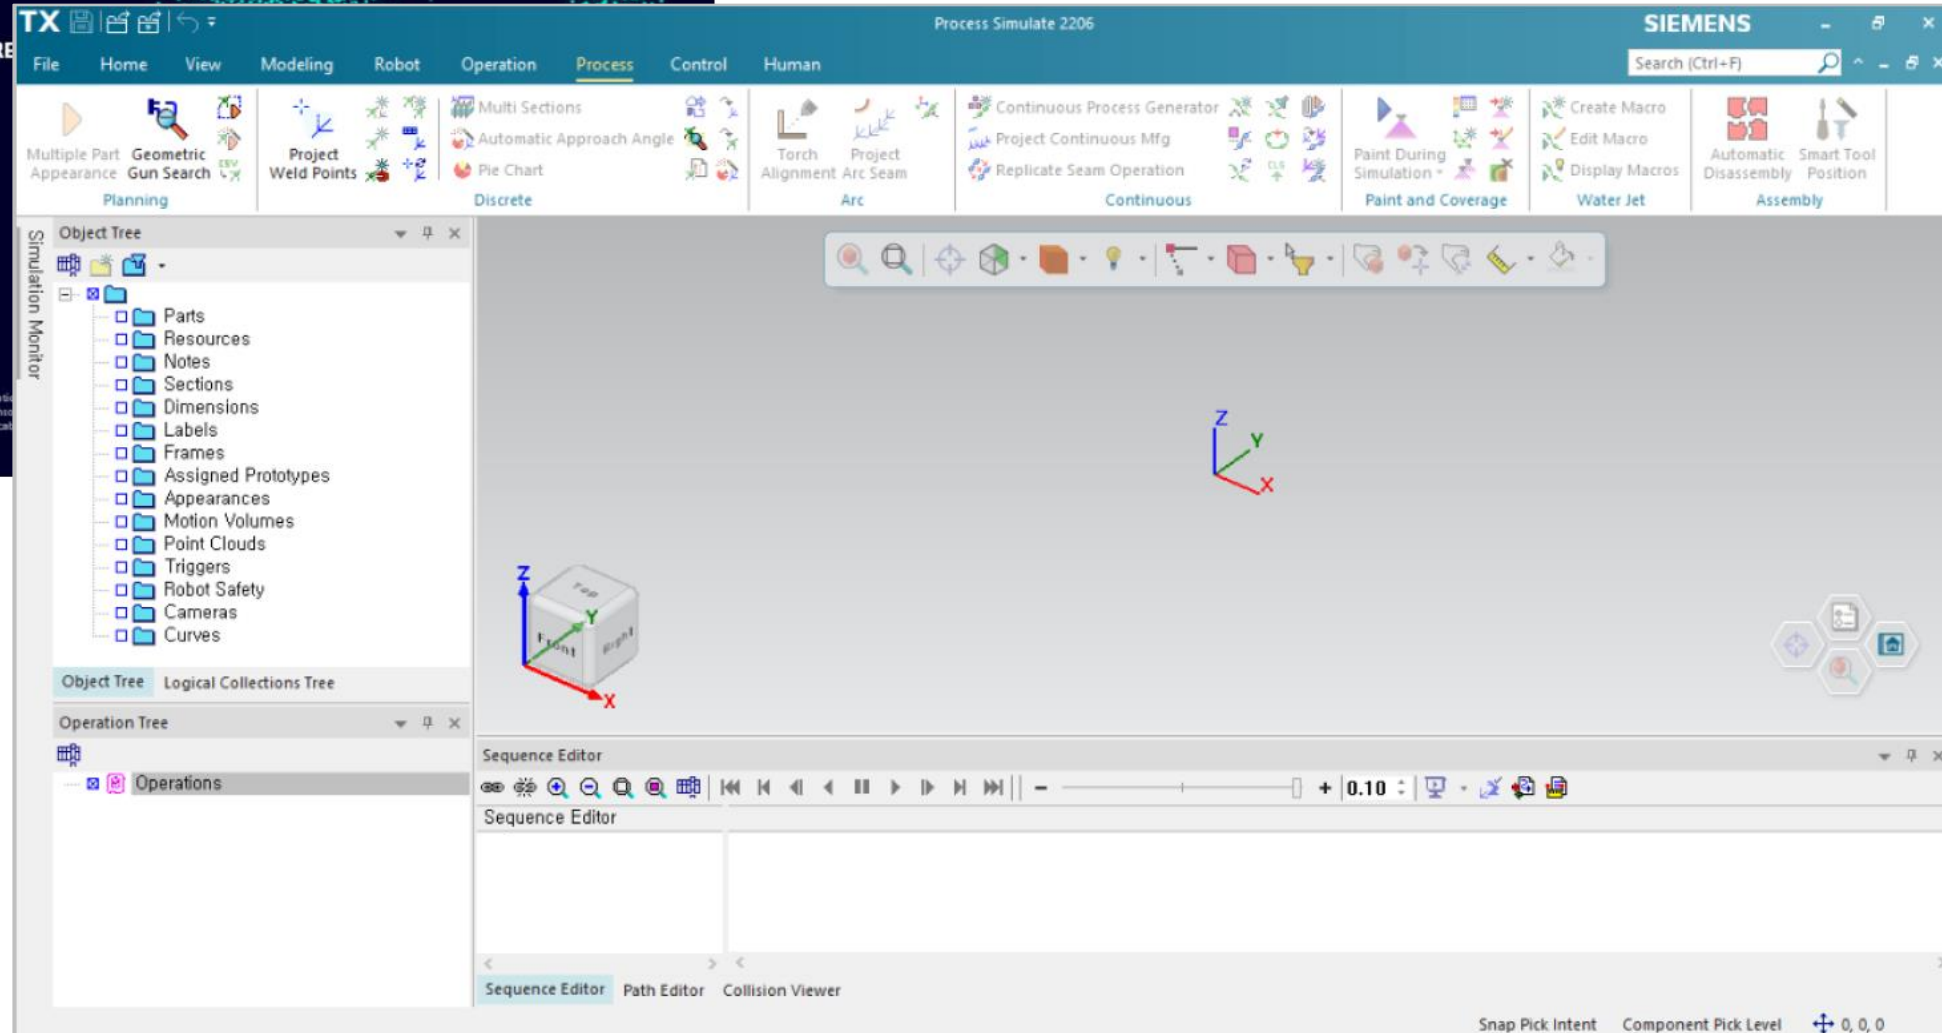 TX
Process Simulate 2206
SIEMENS
File Home View Modeling Robot Operation Process Control Human
Search (Ctrl+F)
Multiple Part Appearance
Geometric Gun Search
Planning
Project Weld Points
Multi Sections
Automatic Approach Angle
Pie Chart
Discrete
Torch Alignment
Project Arc Seam
Arc
Continuous Process Generator
Project Continuous Mfg
Replicate Seam Operation
CLS
Continuous
Paint During Simulation
Paint and Coverage
Create Macro
Edit Macro
Display Macros
Water Jet
Automatic Disassembly
Smart Tool Position
Assembly
Simulation Monitor
Object Tree
Parts
Resources
Notes
Sections
Dimensions
Labels
Frames
Assigned Prototypes
Appearances
Motion Volumes
Point Clouds
Triggers
Robot Safety
Cameras
Curves
Object Tree Logical Collections Tree
Operation Tree
Operations
Z
Y
X
Z
Top
Y
Front
Right
X
Sequence Editor
0.10
Sequence Editor
Sequence Editor Path Editor Collision Viewer
Snap Pick Intent Component Pick Level 0, 0, 0